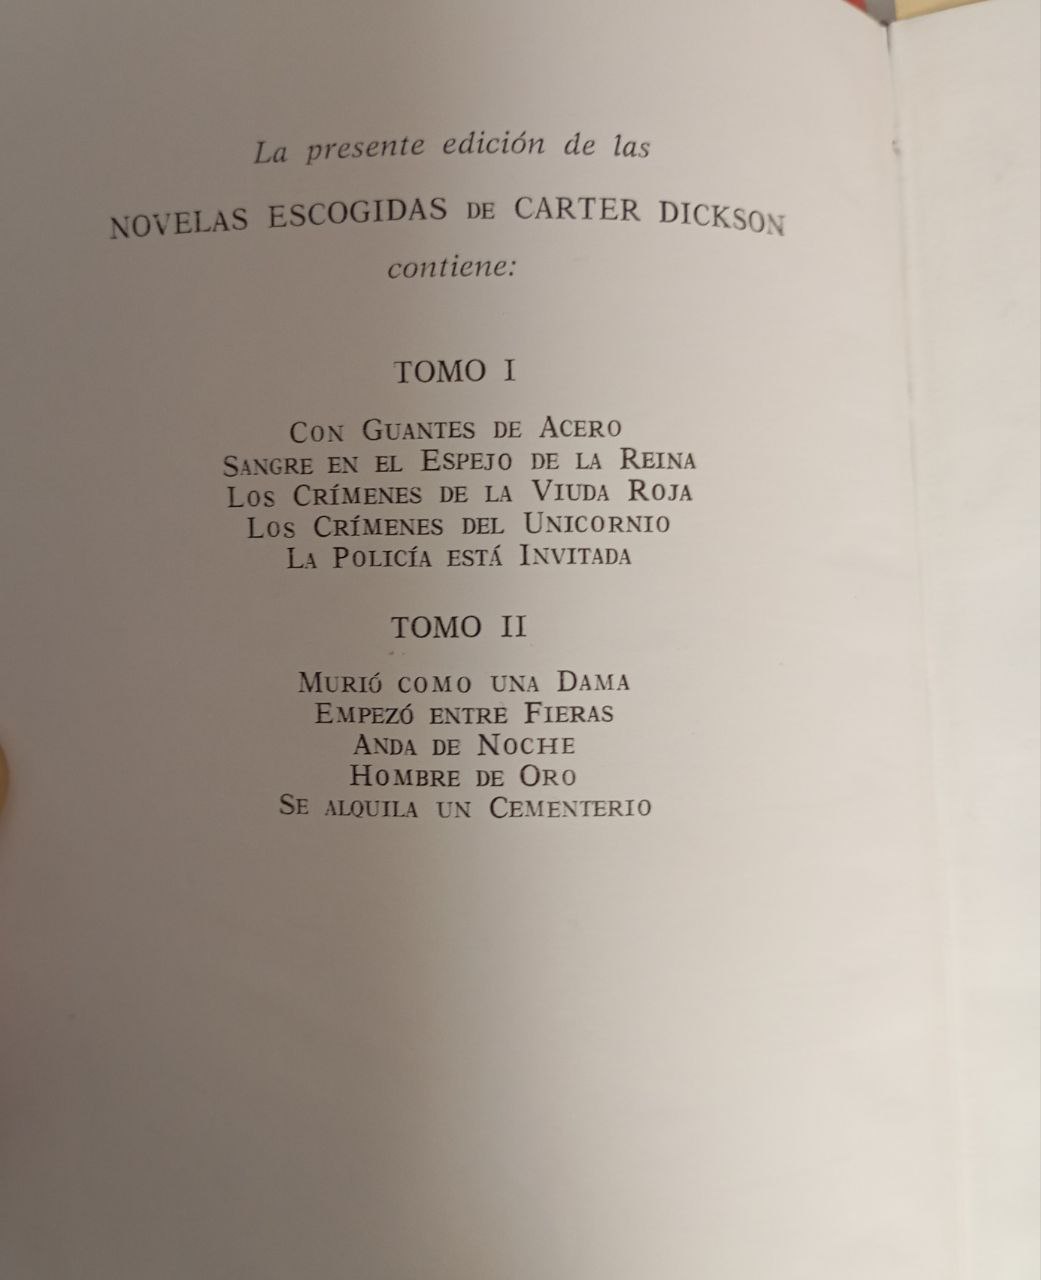 La presente edición de las
NOVELAS ESCOGIDAS DE CARTER DICKSON
contiene:
TOMO I
CON GUANTES DE ACERO
SANGRE EN EL ESPEJO DE LA REINA
LOS CRÍMENES DE LA VIUDA ROJA
LOS CRÍMENES DEL UNICORNIO
LA POLICÍA ESTÁ INVITADA
TOMO II
MURIÓ COMO UNA DAMA
EMPEZÓ ENTRE FIERAS
ANDA DE NOCHE
HOMBRE DE ORO
SE ALQUILA UN CEMENTERIO